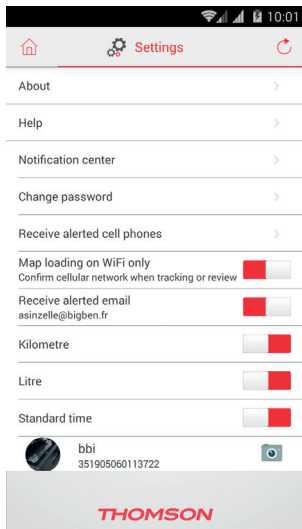 10:01
Settings
About
Help
Notification center
Change password
Receive alerted cell phones
Map loading on WiFi only
Confirm cellular network when tracking or review
Receive alerted email
asinzelle@bigben.fr
Kilometre
Litre
Standard time
bbi
351905060113722
THOMSON